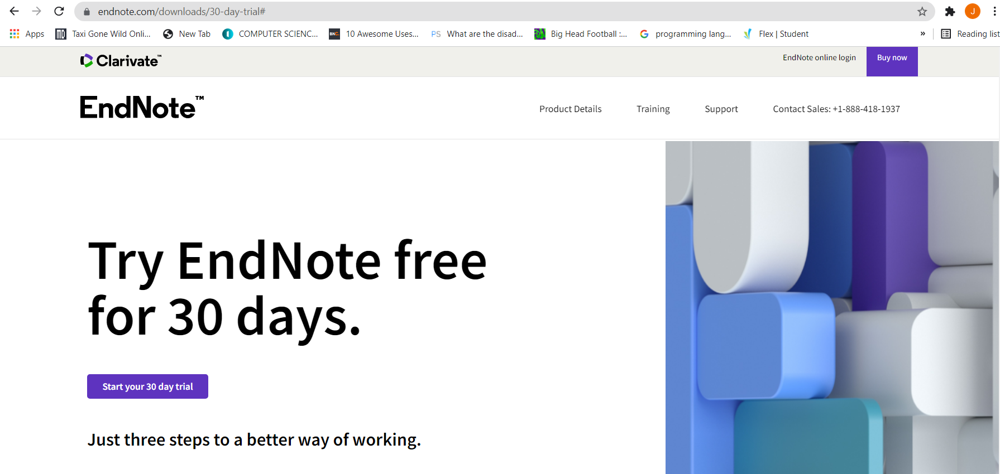 endnote.com/downloads/30-day-trial#
J
Apps MD Taxi Gone Wild Onli... New Tab COMPUTER SCIENC... BNC. 10 Awesome Uses... PS What are the disad... Big Head Football :... G programming lang... Flex | Student » Reading list
Clarivate™ EndNote online login Buy now
EndNote™ Product Details Training Support Contact Sales: +1-888-418-1937
Try EndNote free
for 30 days.
Start your 30 day trial
Just three steps to a better way of working.